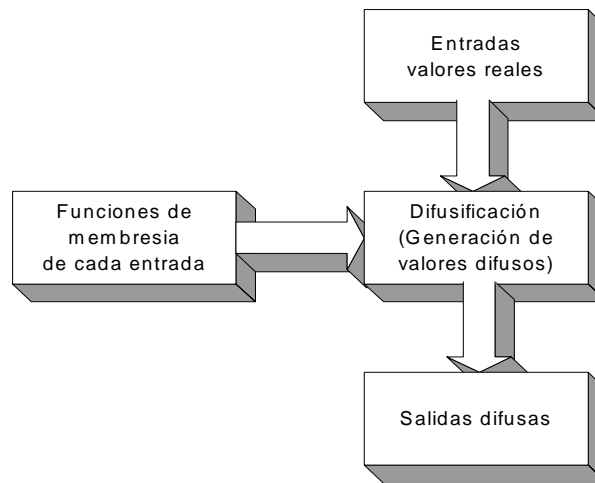 Entradas
valores reales
Funciones de
membresia
de cada entrada
Difusificación
(Generación de
valores difusos)
Salidas difusas